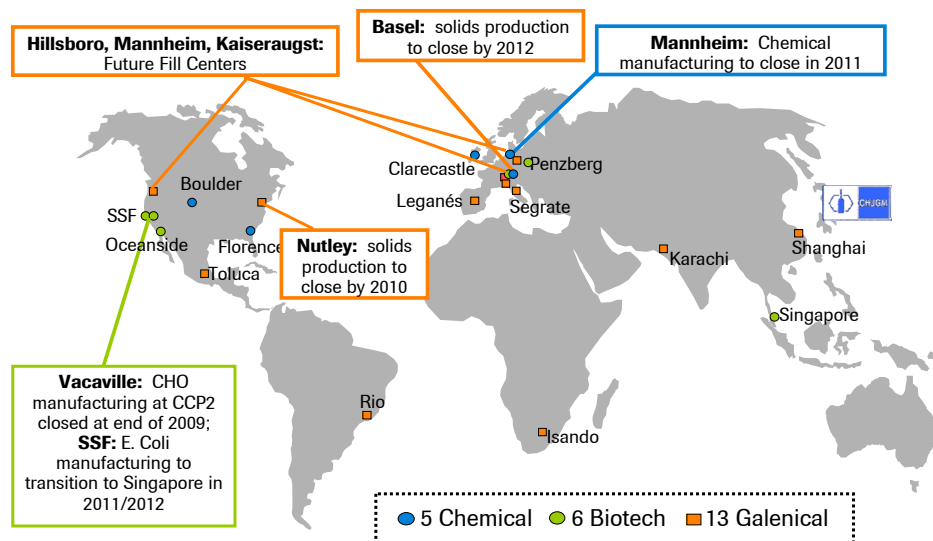 Hillsboro, Mannheim, Kaiseraugst:
Future Fill Centers
Basel: solids production
to close by 2012
Mannheim: Chemical
manufacturing to close in 2011
Clarecastle
Penzberg
Boulder
Leganés
Segrate
CHJGM
SSF
Oceanside
Florence
Nutley: solids
production to
close by 2010
Shanghai
Karachi
Toluca
Singapore
Vacaville: CHO
manufacturing at CCP2
closed at end of 2009;
SSF: E. Coli
manufacturing to
transition to Singapore in
2011/2012
Rio
Isando
5 Chemical 6 Biotech 13 Galenical